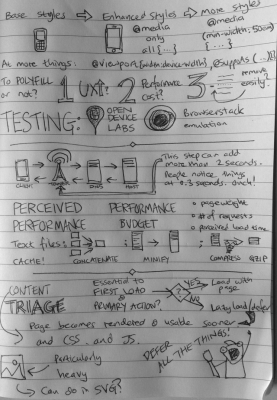 Base styles ⇒ Enhanced styles ⇒ More styles
@media
only
all { ... }
@media
(min-width: 50em)
{ ... }
As more things: @viewport {width: device-width} @supports (...) {...}
To POLYFILL
or not?
1 UX?
2 Performance
cost?
3 remove
easily?
TESTING:
OPEN
DEVICE
LABS
Browserstack
emulation
CLICK!
DNS
HOST
This step can add
more than 2 seconds.
People notice things
at 0.3 seconds. ouch!
PERCEIVED
PERFORMANCE
PERFORMANCE
BUDGET
page weight
# of requests
perceived load time
Text files:
CACHE!
CONCATENATE
MINIFY
COMPRESS
GZIP
CONTENT
TRIAGE
Essential to
FIRST LOAD
&
PRIMARY ACTION?
?
YES
Load with
page
NO
Lazy load/defer
Page becomes rendered & usable sooner
and CSS. and JS.
DEFER
ALL THE THINGS!
Particularly
heavy
Can do in SVG?